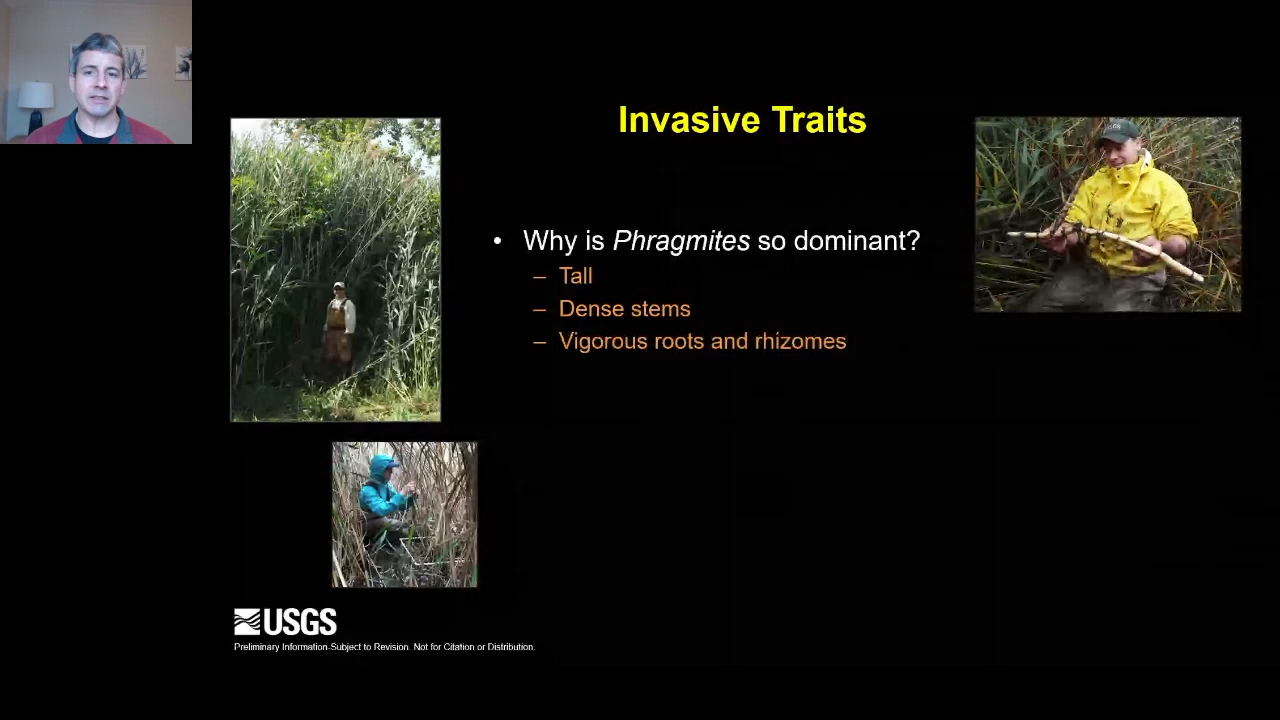 Invasive Traits
• Why is Phragmites so dominant?
– Tall
– Dense stems
– Vigorous roots and rhizomes
USGS
Preliminary Information-Subject to Revision. Not for Citation or Distribution.